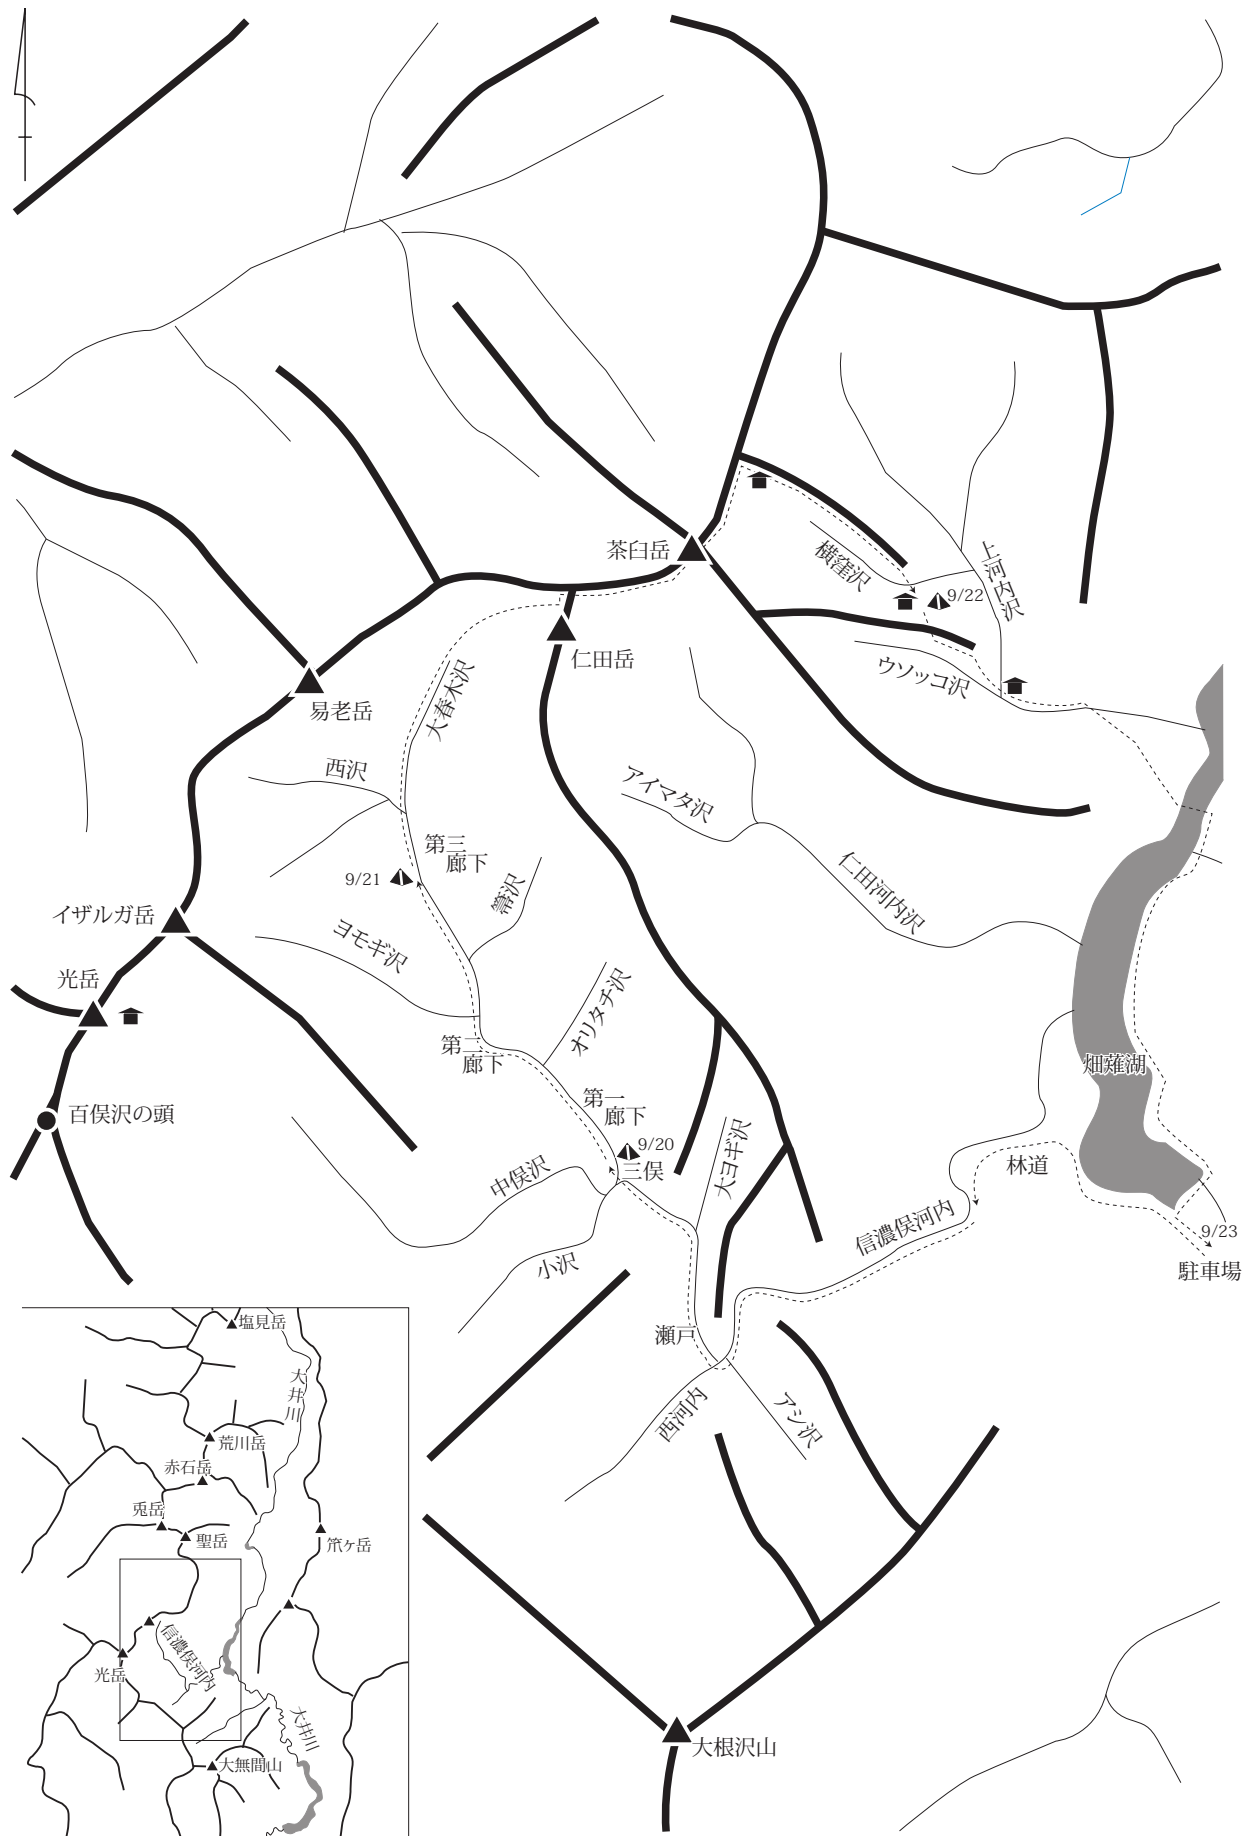 茶臼岳
横窪沢
上河内沢
9/22
仁田岳
ウソッコ沢
大春木沢
易老岳
西沢
アイマタ沢
第三
廊下
9/21
箒沢
仁田河内沢
イザルガ岳
ヨモギ沢
光岳
オリタチ沢
第二
廊下
畑薙湖
第一
廊下
百俣沢の頭
9/20
三俣
大ヨギ沢
中俣沢
林道
信濃俣河内
9/23
駐車場
小沢
瀬戸
西河内
アシ沢
大根沢山
塩見岳
大井川
荒川岳
赤石岳
兎岳
聖岳
笊ヶ岳
信濃俣河内
光岳
大井川
大無間山